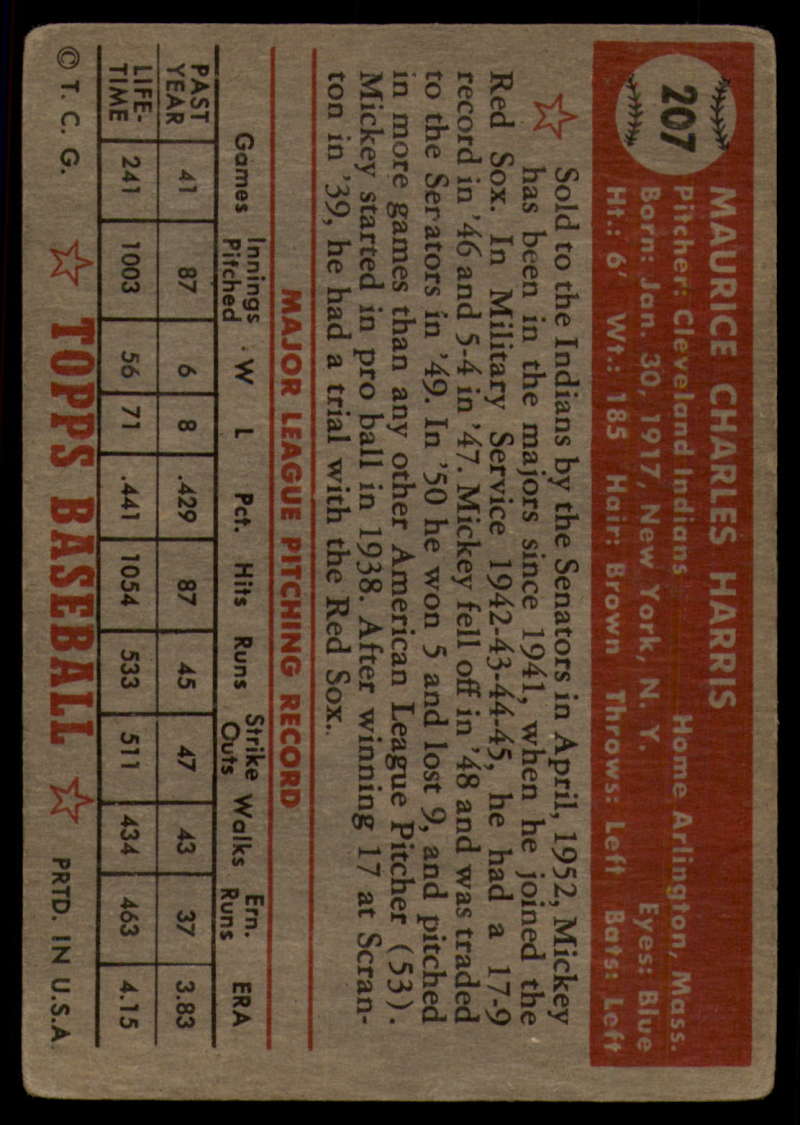 207
MAURICE CHARLES HARRIS
Pitcher: Cleveland Indians Home Arlington, Mass.
Born: Jan. 30, 1917, New York, N. Y. Eyes: Blue
Ht.: 6' Wt.: 185 Hair: Brown Throws: Left Bats: Left
Sold to the Indians by the Senators in April, 1952, Mickey
has been in the majors since 1941, when he joined the
Red Sox. In Military Service 1942-43-44-45, he had a 17-9
record in '46 and 5-4 in '47. Mickey fell off in '48 and was traded
to the Senators in '49. In '50 he won 5 and lost 9, and pitched
in more games than any other American League Pitcher (53).
Mickey started in pro ball in 1938. After winning 17 at Scran-
ton in '39, he had a trial with the Red Sox.
MAJOR LEAGUE PITCHING RECORD
Games Innings Pitched W L Pct. Hits Runs Strike Outs Walks Ern. Runs ERA
PAST YEAR 41 87 6 8 .429 87 45 47 43 37 3.83
LIFE-TIME 241 1003 56 71 .441 1054 533 511 434 463 4.15
© T. C. G. TOPPS BASEBALL PRTD. IN U.S.A.